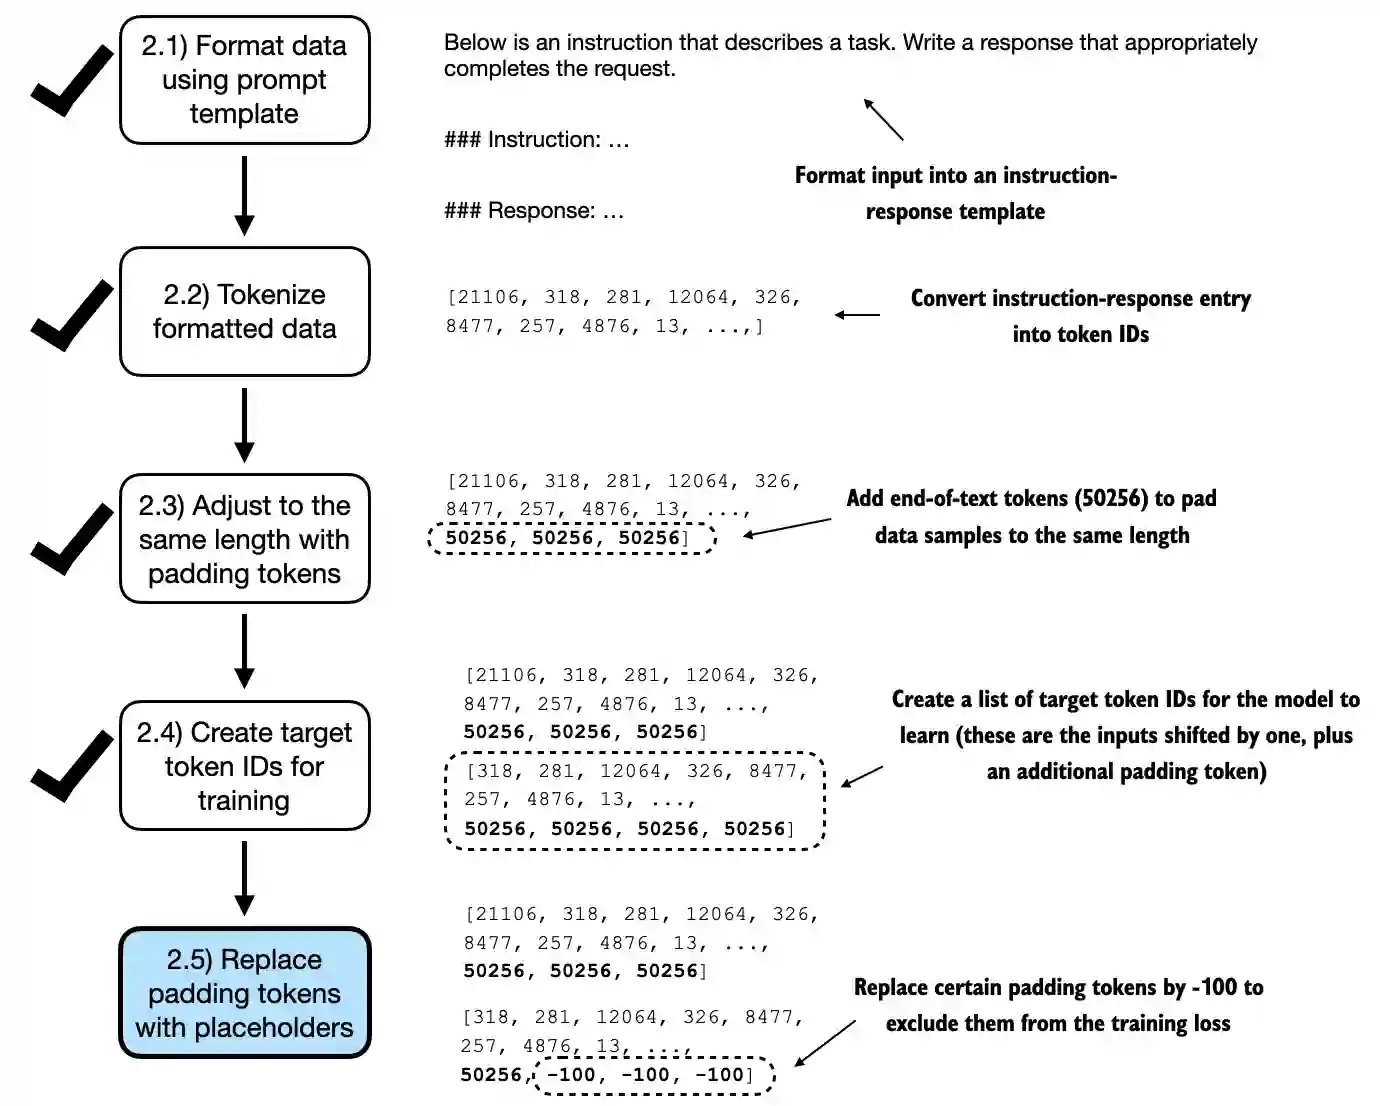 2.1) Format data
using prompt
template
Below is an instruction that describes a task. Write a response that appropriately
completes the request.
### Instruction: …
### Response: …
Format input into an instruction-
response template
2.2) Tokenize
formatted data
[21106, 318, 281, 12064, 326,
8477, 257, 4876, 13, ...,]
Convert instruction-response entry
into token IDs
2.3) Adjust to the
same length with
padding tokens
[21106, 318, 281, 12064, 326,
8477, 257, 4876, 13, ...,
50256, 50256, 50256]
Add end-of-text tokens (50256) to pad
data samples to the same length
2.4) Create target
token IDs for
training
[21106, 318, 281, 12064, 326,
8477, 257, 4876, 13, ...,
50256, 50256, 50256]
[318, 281, 12064, 326, 8477,
257, 4876, 13, ...,
50256, 50256, 50256, 50256]
Create a list of target token IDs for the model to
learn (these are the inputs shifted by one, plus
an additional padding token)
2.5) Replace
padding tokens
with placeholders
[21106, 318, 281, 12064, 326,
8477, 257, 4876, 13, ...,
50256, 50256, 50256]
[318, 281, 12064, 326, 8477,
257, 4876, 13, ...,
50256, -100, -100, -100]
Replace certain padding tokens by -100 to
exclude them from the training loss